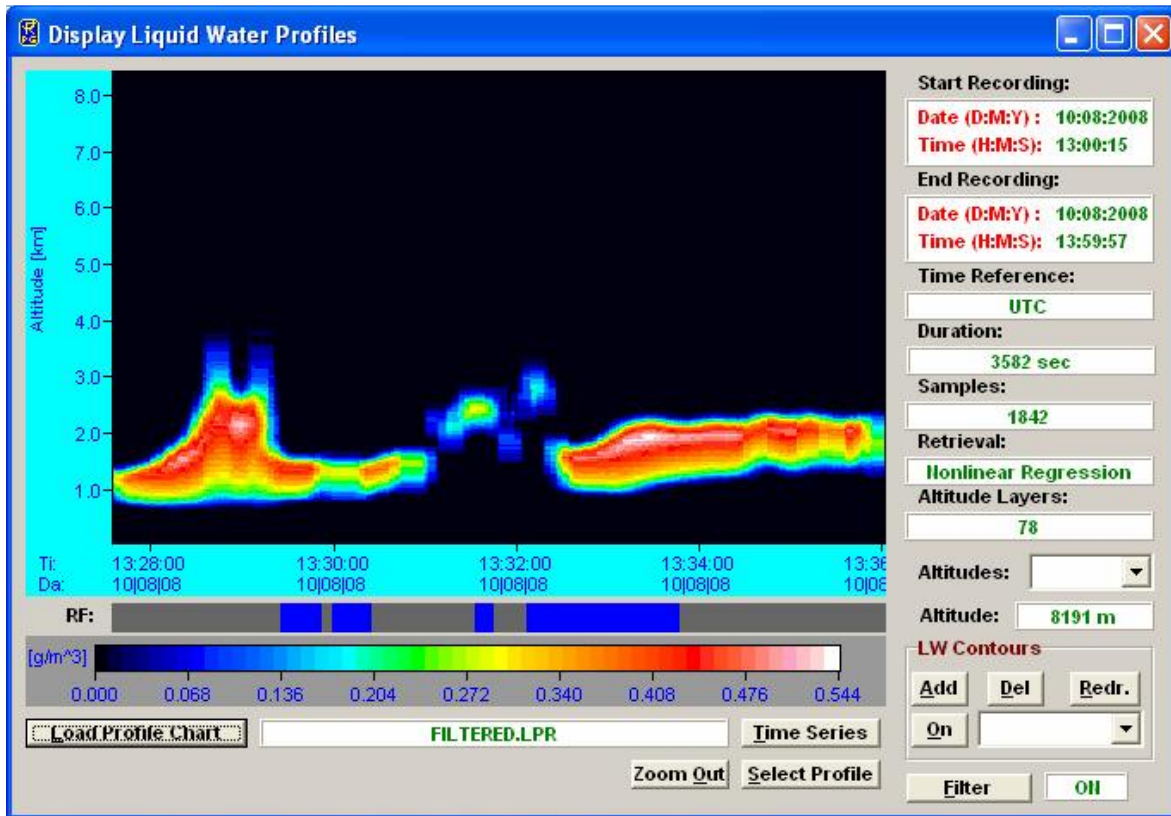 Display Liquid Water Profiles
8.0
7.0
6.0
5.0
4.0
3.0
2.0
1.0
Altitude [km]
Ti: 13:28:00 13:30:00 13:32:00 13:34:00 13:36
Da: 10|08|08 10|08|08 10|08|08 10|08|08 10|08
RF:
[g/m^3]
0.000 0.068 0.136 0.204 0.272 0.340 0.408 0.476 0.544
Load Profile Chart FILTERED.LPR Time Series
Zoom Out Select Profile
Start Recording:
Date (D:M:Y) : 10:08:2008
Time (H:M:S): 13:00:15
End Recording:
Date (D:M:Y) : 10:08:2008
Time (H:M:S): 13:59:57
Time Reference:
UTC
Duration:
3582 sec
Samples:
1842
Retrieval:
Nonlinear Regression
Altitude Layers:
78
Altitudes:
Altitude: 8191 m
LW Contours
Add Del Redr.
On
Filter ON